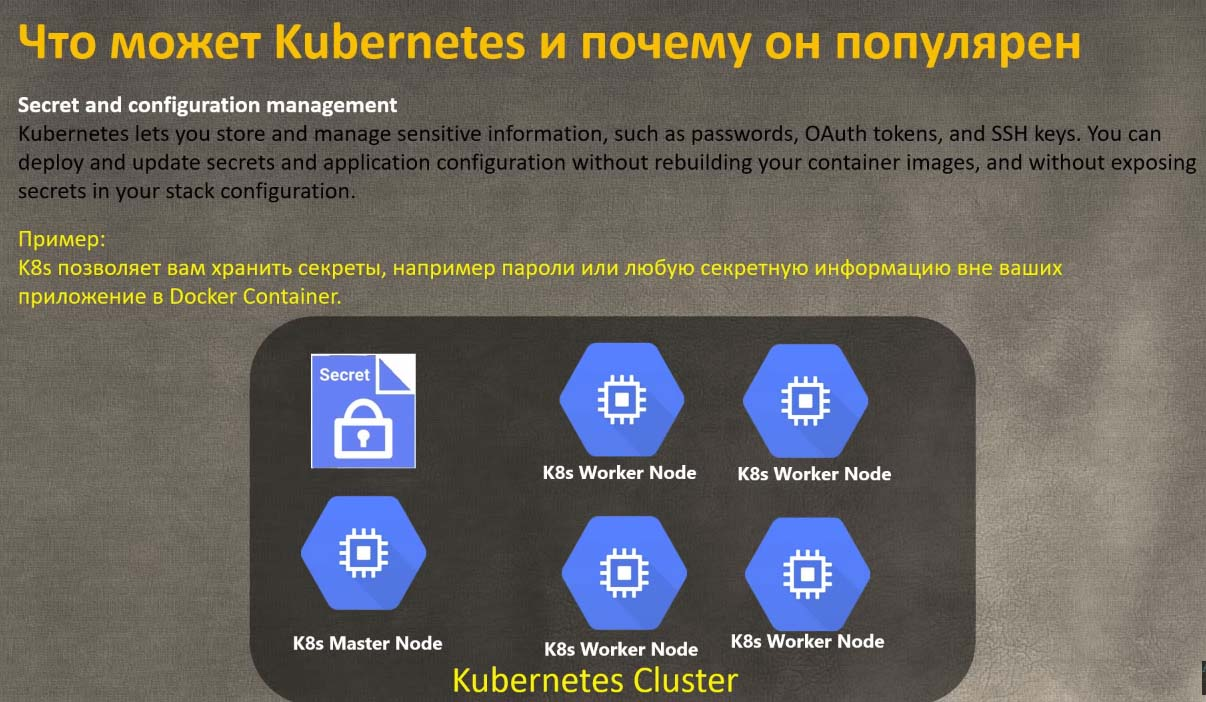 Что может Kubernetes и почему он популярен
Secret and configuration management
Kubernetes lets you store and manage sensitive information, such as passwords, OAuth tokens, and SSH keys. You can
deploy and update secrets and application configuration without rebuilding your container images, and without exposing
secrets in your stack configuration.
Пример:
K8s позволяет вам хранить секреты, например пароли или любую секретную информацию вне ваших
приложение в Docker Container.
Secret
K8s Worker Node
K8s Worker Node
K8s Master Node
K8s Worker Node
K8s Worker Node
Kubernetes Cluster